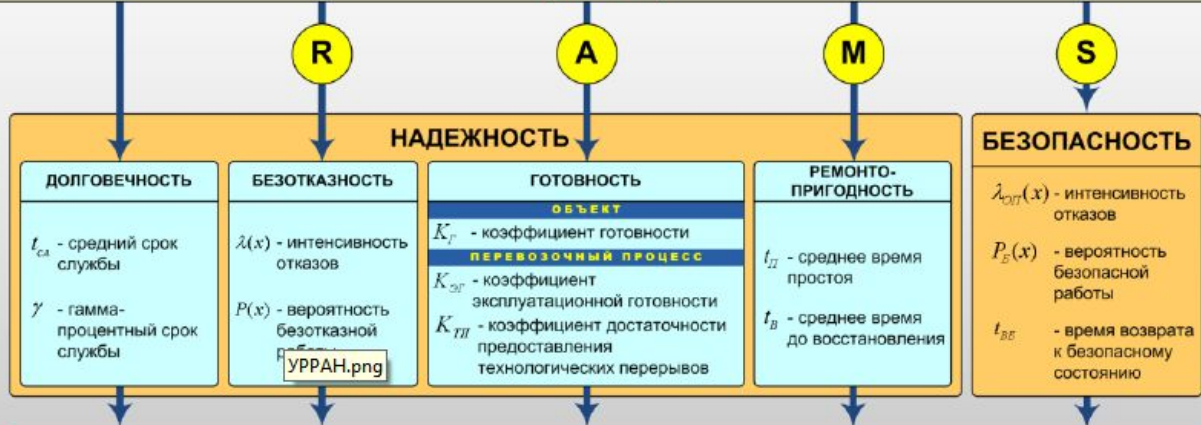 R
A
M
S
НАДЕЖНОСТЬ
ДОЛГОВЕЧНОСТЬ
t_сл - средний срок
службы
γ - гамма-
процентный срок
службы
БЕЗОТКАЗНОСТЬ
λ(x) - интенсивность
отказов
P(x) - вероятность
безотказной
УРРАН.png
ГОТОВНОСТЬ
ОБЪЕКТ
K_Г - коэффициент готовности
ПЕРЕВОЗОЧНЫЙ ПРОЦЕСС
K_ЭГ - коэффициент
эксплуатационной готовности
K_ТП - коэффициент достаточности
предоставления
технологических перерывов
РЕМОНТО-
ПРИГОДНОСТЬ
t_П - среднее время
простоя
t_В - среднее время
до восстановления
БЕЗОПАСНОСТЬ
λ_ОП(x) - интенсивность
отказов
P_Б(x) - вероятность
безопасной
работы
t_ВБ - время возврата
к безопасному
состоянию